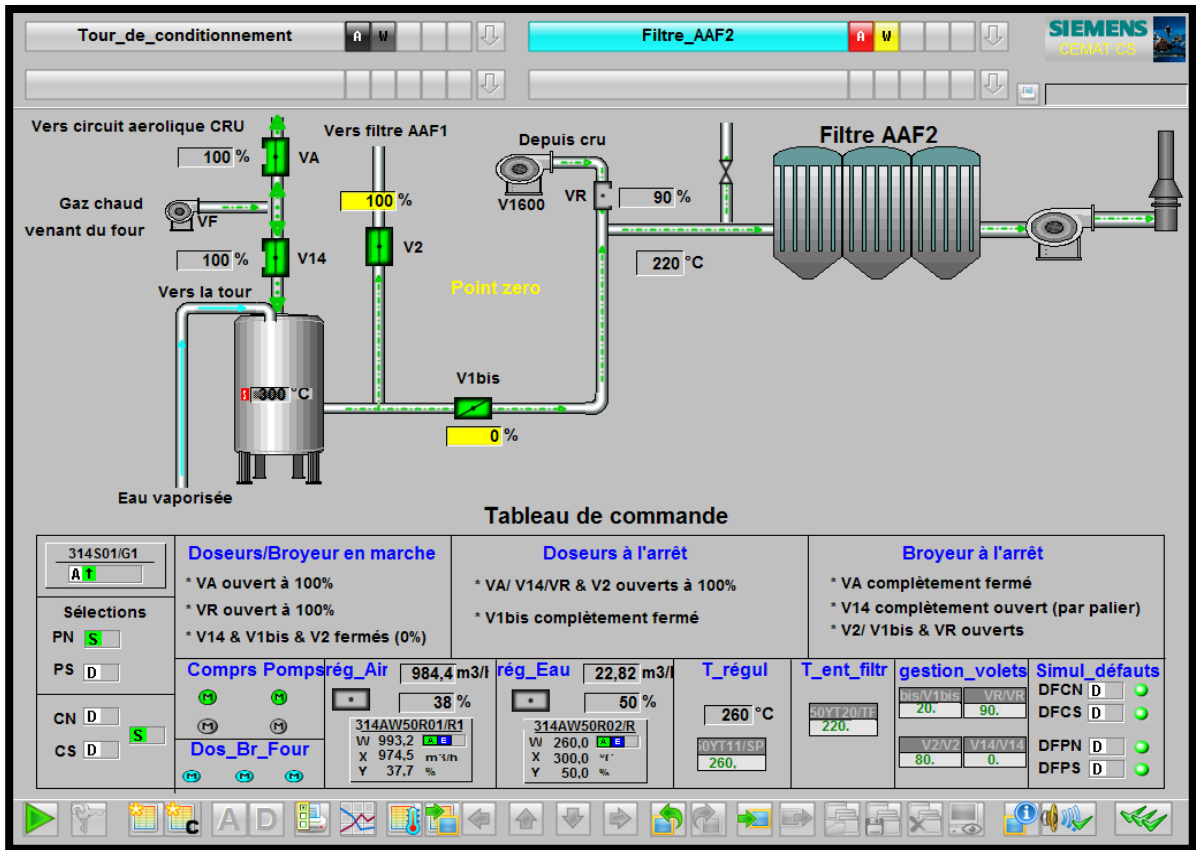 Tour_de_conditionnement A W
Filtre_AAF2 A W
SIEMENS
CEMAT CS
Vers circuit aerolique CRU
100 %
VA
Vers filtre AAF1
Depuis cru
Filtre AAF2
100 %
V1600
VR
90 %
Gaz chaud
venant du four
VF
V2
100 %
V14
220 °C
Vers la tour
Point zero
V1bis
300 °C
0 %
Eau vaporisée
Tableau de commande
314S01/G1
A
Doseurs/Broyeur en marche
* VA ouvert à 100%
* VR ouvert à 100%
* V14 & V1bis & V2 fermés (0%)
Doseurs à l'arrêt
* VA/ V14/VR & V2 ouverts à 100%
* V1bis complètement fermé
Broyeur à l'arrêt
* VA complètement fermé
* V14 complètement ouvert (par palier)
* V2/ V1bis & VR ouverts
Sélections
PN S
PS D
CN D
S
CS D
Comprs Pomps
M M
M M
Dos_Br_Four
M M M
rég_Air 984,4 m3/h
38 %
314AW50R01/R1
W 993,2 A E
X 974,5 m3/h
Y 37,7 %
rég_Eau 22,82 m3/h
50 %
314AW50R02/R
W 260,0 A E
X 300,0 °C
Y 50,0 %
T_régul
260 °C
50YT11/SP
260,
T_ent_filtr
50YT20/TF
220.
gestion_volets
bis/V1bis VR/VR
20. 90.
V2/V2 V14/V14
80. 0.
Simul_défauts
DFCN D
DFCS D
DFPN D
DFPS D
C A D